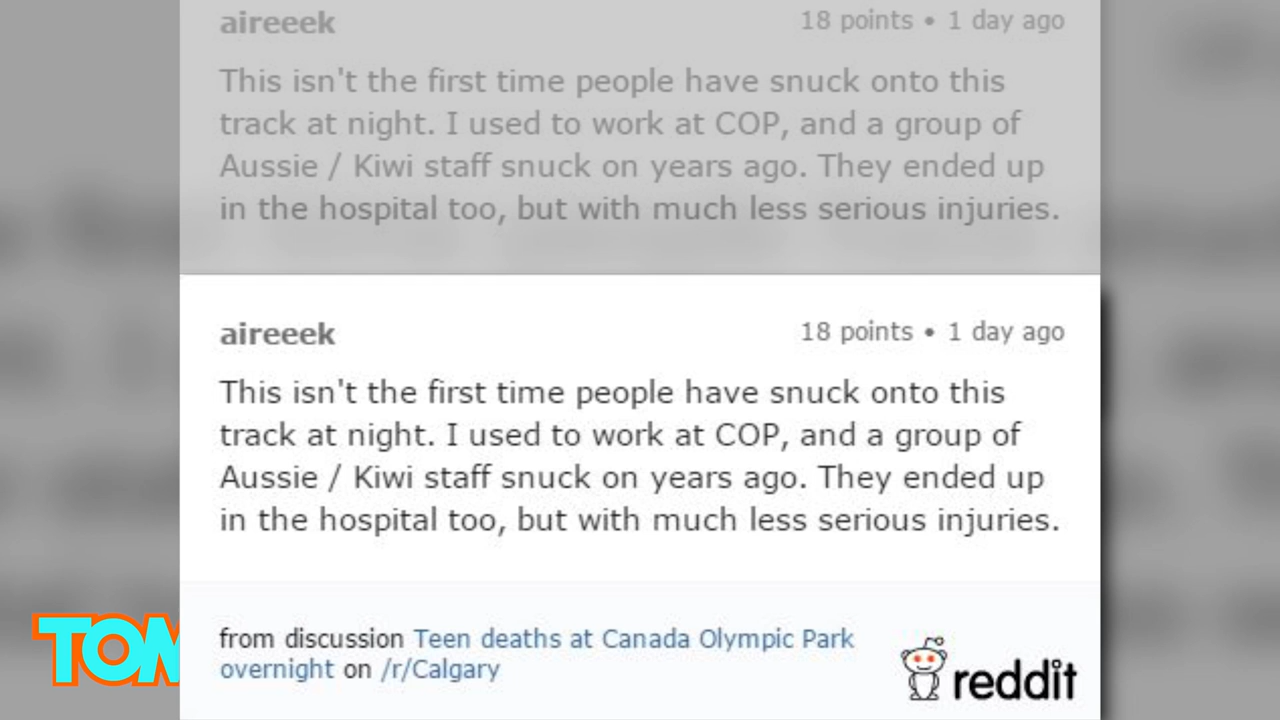 aireeek 18 points • 1 day ago
This isn't the first time people have snuck onto this
track at night. I used to work at COP, and a group of
Aussie / Kiwi staff snuck on years ago. They ended up
in the hospital too, but with much less serious injuries.
aireeek 18 points • 1 day ago
This isn't the first time people have snuck onto this
track at night. I used to work at COP, and a group of
Aussie / Kiwi staff snuck on years ago. They ended up
in the hospital too, but with much less serious injuries.
from discussion Teen deaths at Canada Olympic Park
overnight on /r/Calgary
reddit
TOM